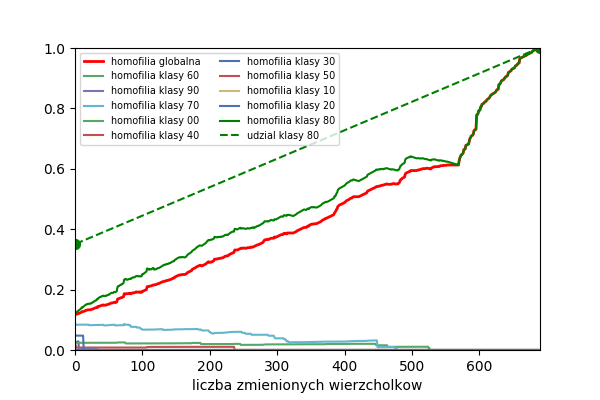 1.0
0.8
0.6
0.4
0.2
0.0
homofilia globalna
homofilia klasy 60
homofilia klasy 90
homofilia klasy 70
homofilia klasy 00
homofilia klasy 40
homofilia klasy 30
homofilia klasy 50
homofilia klasy 10
homofilia klasy 20
homofilia klasy 80
udzial klasy 80
0 100 200 300 400 500 600
liczba zmienionych wierzcholkow